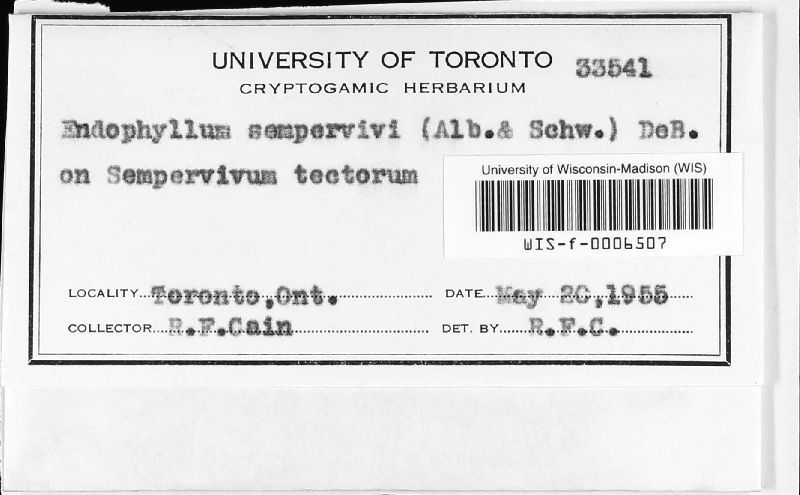 UNIVERSITY OF TORONTO 33541
CRYPTOGAMIC HERBARIUM
Endophyllum sempervivi (Alb.& Schw.) DeB.
on Sempervivum tectorum
University of Wisconsin-Madison (WIS)
WIS-f-0006507
LOCALITY Toronto,Ont. DATE May 20,1955
COLLECTOR R.F.Cain DET. BY R.F.C.